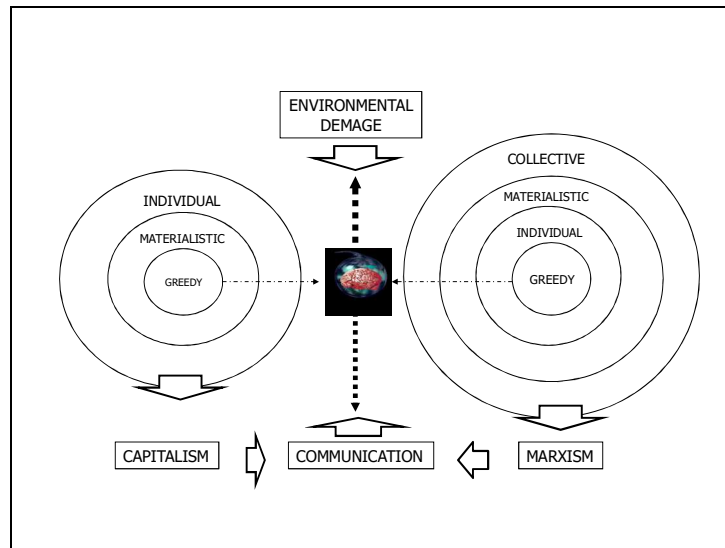 ENVIRONMENTAL
DEMAGE
COLLECTIVE
INDIVIDUAL
MATERIALISTIC
MATERIALISTIC
INDIVIDUAL
GREEDY
GREEDY
CAPITALISM
COMMUNICATION
MARXISM